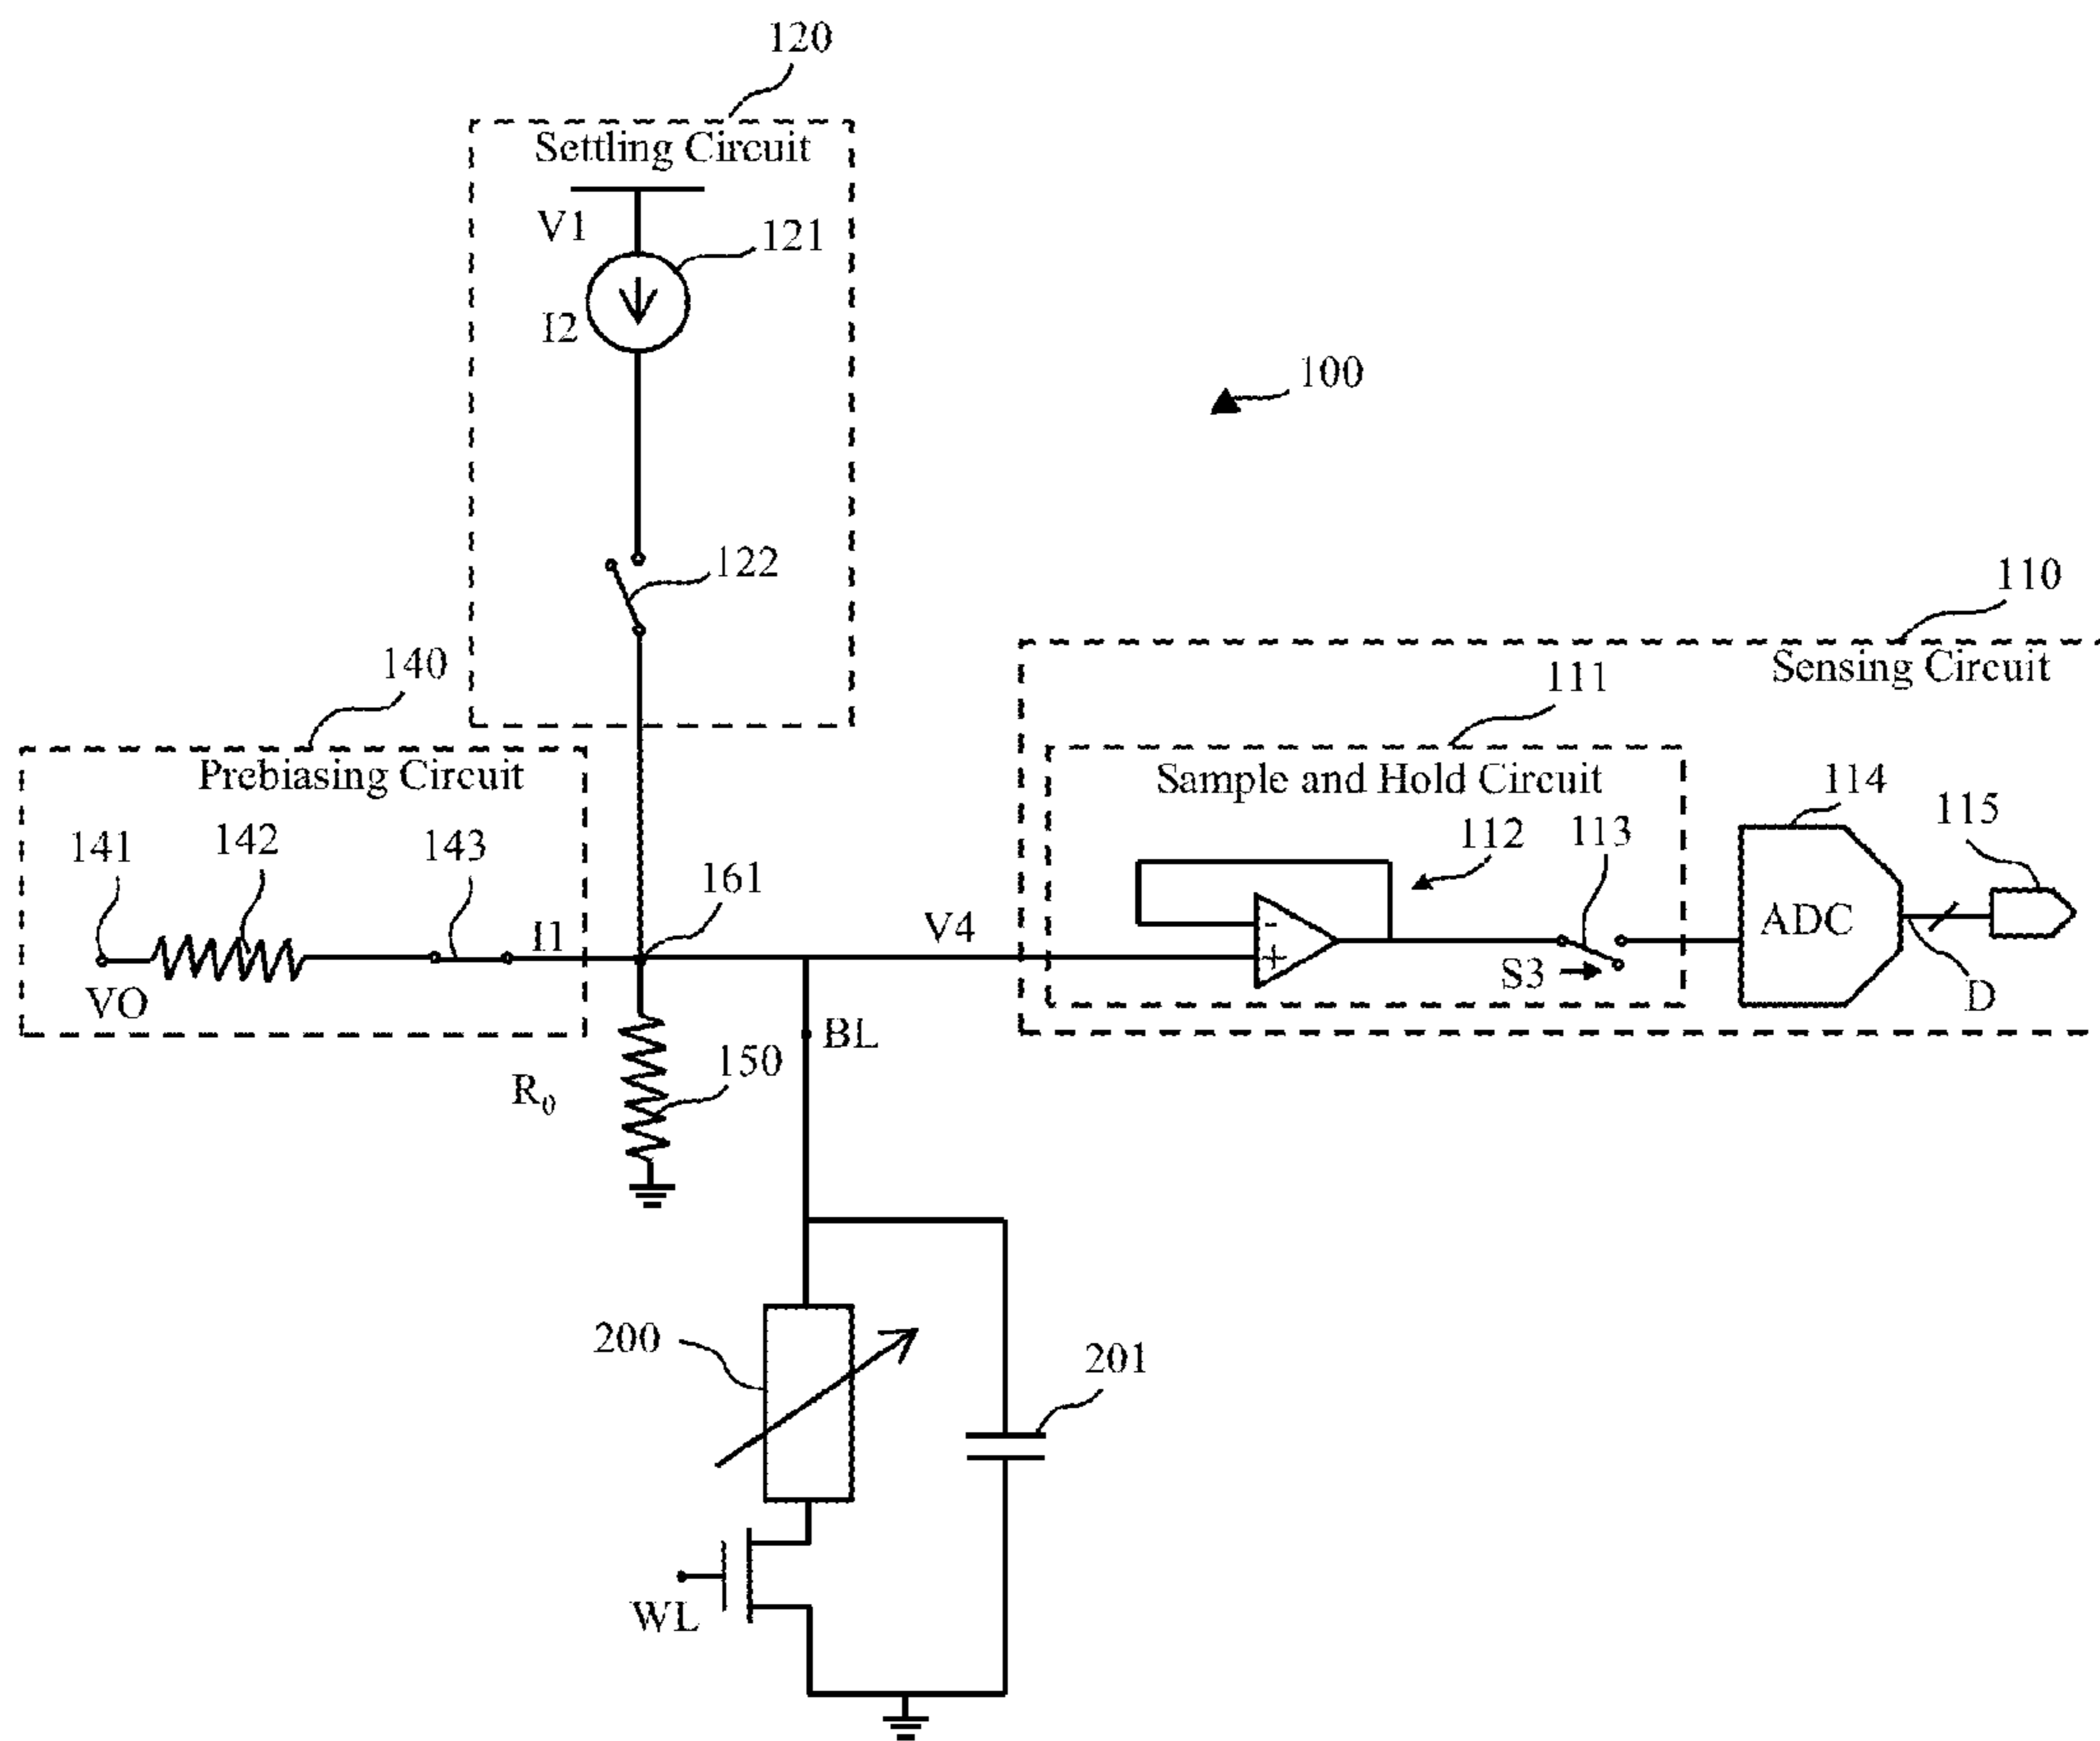 120
Settling Circuit
V1
121
I2
100
122
110
140
111
Sensing Circuit
Prebiasing Circuit
Sample and Hold Circuit
114
141
142
143
161
112
113
115
I1
V4
-
+
ADC
VO
S3
D
BL
R₀
150
200
201
WL